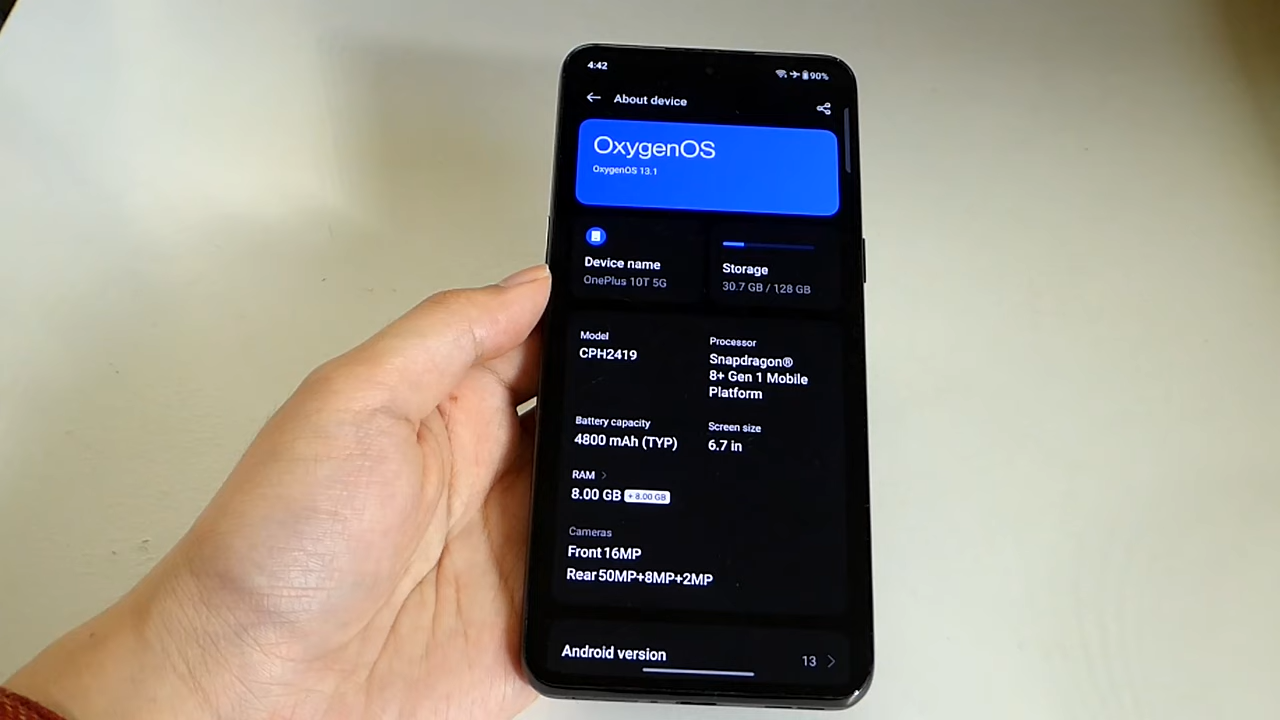 4:42
90%
About device
OxygenOS
OxygenOS 13.1
Device name
OnePlus 10T 5G
Storage
30.7 GB / 128 GB
Model
CPH2419
Processor
Snapdragon®
8+ Gen 1 Mobile
Platform
Battery capacity
4800 mAh (TYP)
Screen size
6.7 in
RAM
8.00 GB + 8.00 GB
Cameras
Front 16MP
Rear 50MP+8MP+2MP
Android version
13